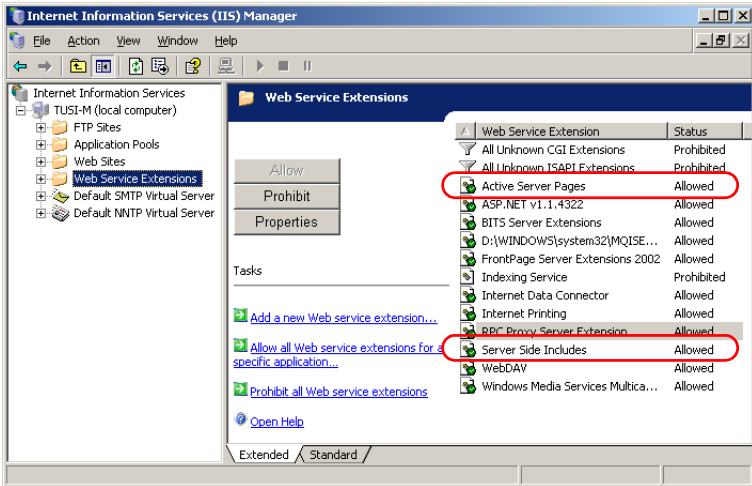 Internet Information Services (IIS) Manager
File Action View Window Help
Internet Information Services
TUSI-M (local computer)
FTP Sites
Application Pools
Web Sites
Web Service Extensions
Default SMTP Virtual Server
Default NNTP Virtual Server
Web Service Extensions
Allow
Prohibit
Properties
Tasks
Add a new Web service extension...
Allow all Web service extensions for a
specific application...
Prohibit all Web service extensions
Open Help
Web Service Extension Status
All Unknown CGI Extensions Prohibited
All Unknown ISAPI Extensions Prohibited
Active Server Pages Allowed
ASP.NET v1.1.4322 Allowed
BITS Server Extensions Allowed
D:\WINDOWS\system32\MQISE... Allowed
FrontPage Server Extensions 2002 Allowed
Indexing Service Prohibited
Internet Data Connector Allowed
Internet Printing Allowed
RPC Proxy Server Extension Allowed
Server Side Includes Allowed
WebDAV Allowed
Windows Media Services Multica... Allowed
Extended Standard